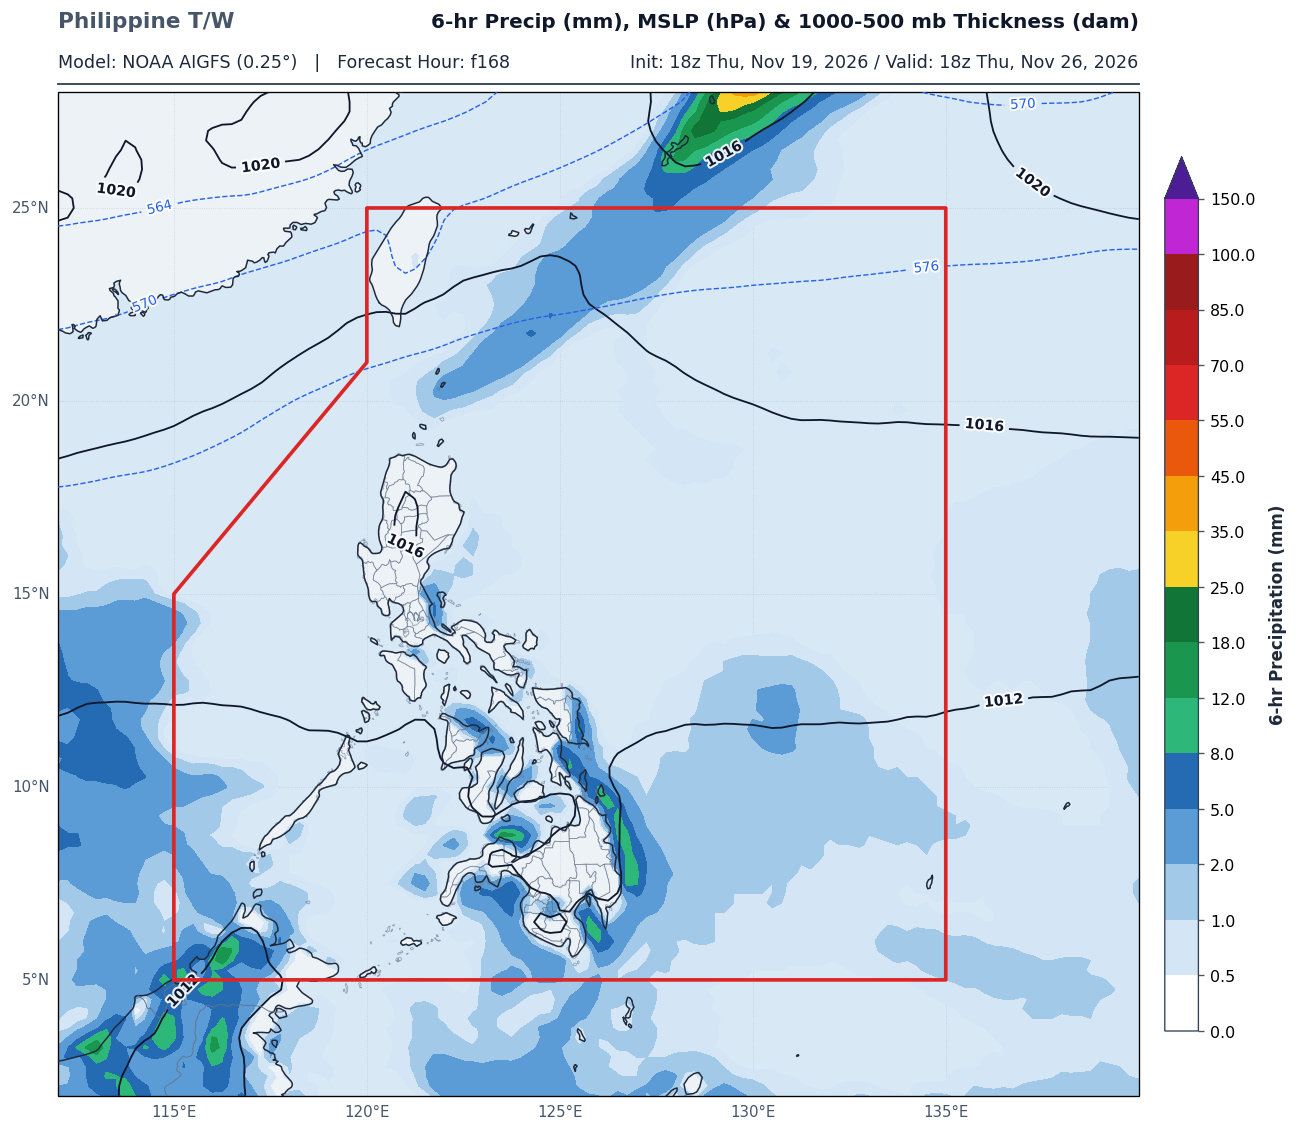 Philippine T/W
6-hr Precip (mm), MSLP (hPa) & 1000-500 mb Thickness (dam)
Model: NOAA AIGFS (0.25°) | Forecast Hour: f168
Init: 18z Thu, Nov 19, 2026 / Valid: 18z Thu, Nov 26, 2026
570
1020
1016
1020
1020
564
25°N
576
570
20°N
1016
1016
15°N
1012
10°N
5°N
1012
115°E
120°E
125°E
130°E
135°E
150.0
100.0
85.0
70.0
55.0
45.0
35.0
25.0
18.0
12.0
8.0
5.0
2.0
1.0
0.5
0.0
6-hr Precipitation (mm)